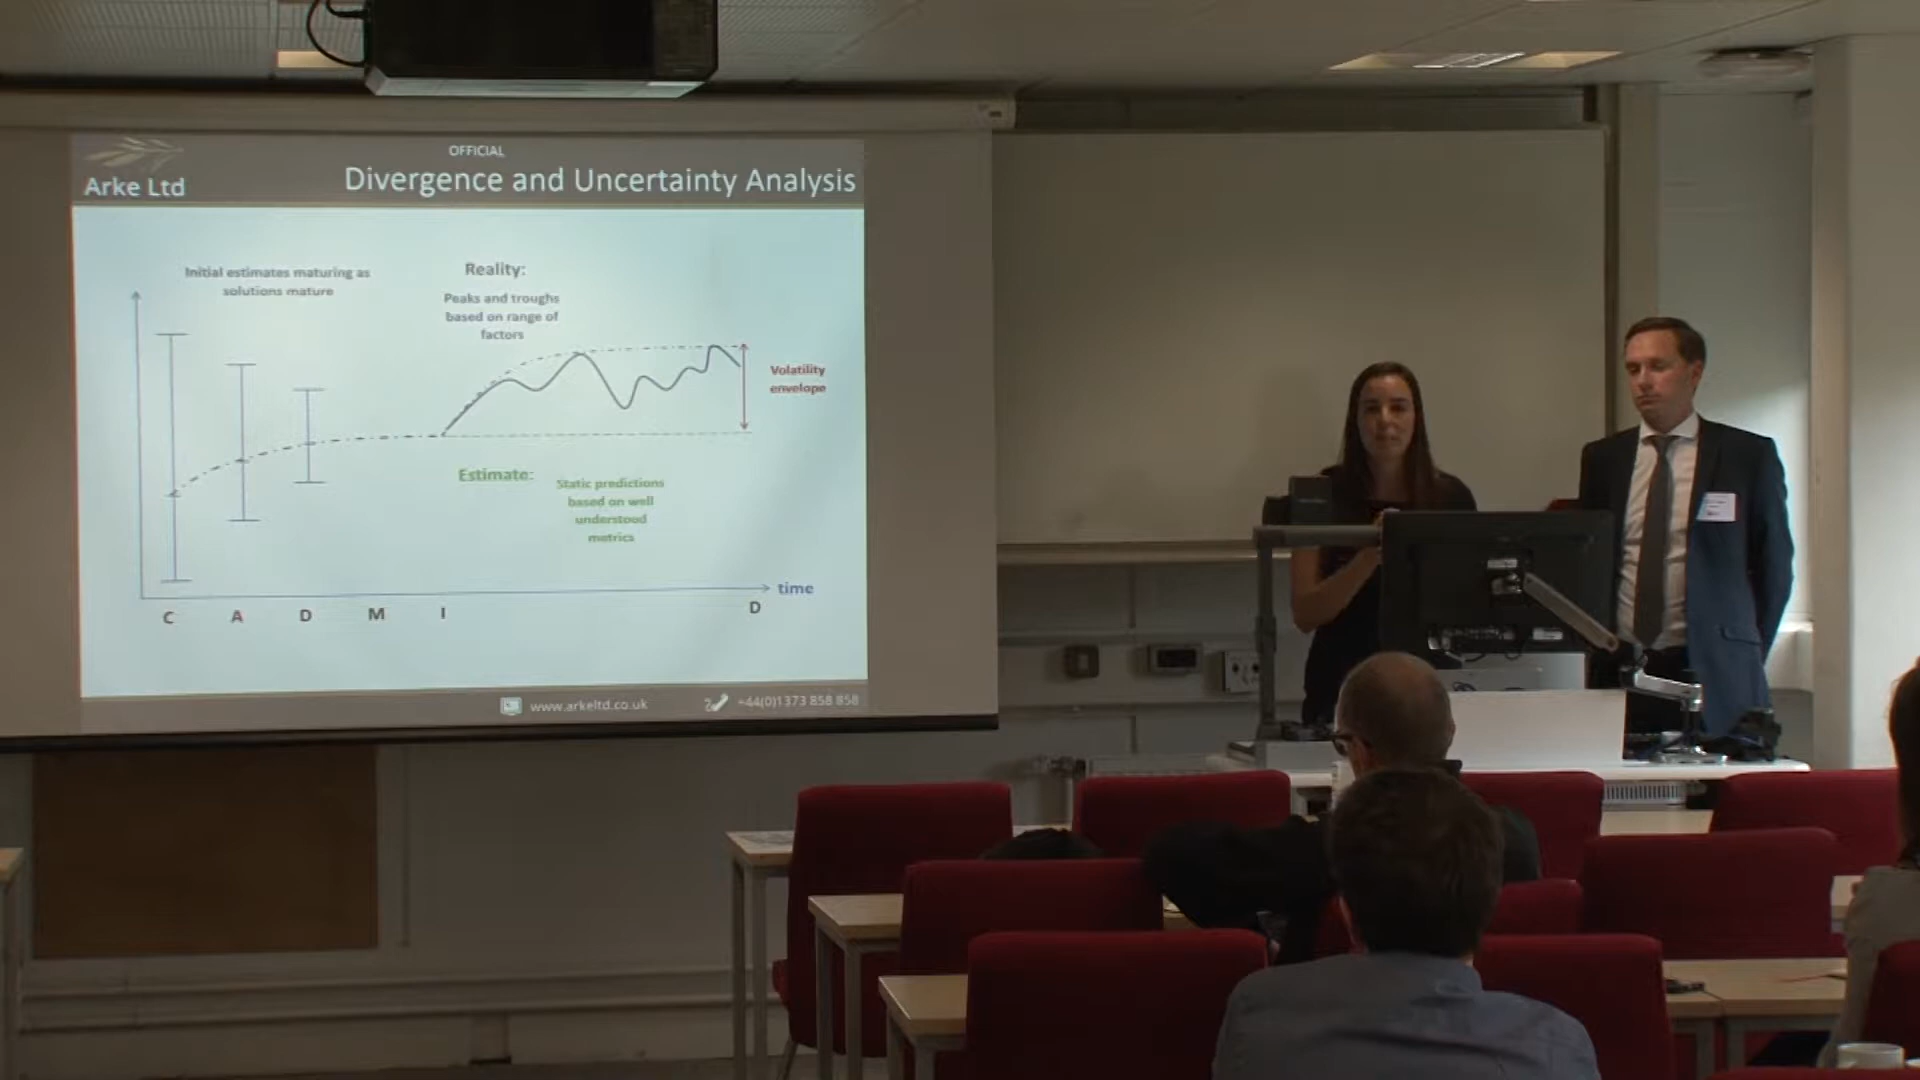 OFFICIAL
Arke Ltd
Divergence and Uncertainty Analysis
Initial estimates maturing as
solutions mature
Reality:
Peaks and troughs
based on range of
factors
Volatility
envelope
Estimate:
Static predictions
based on well
understood
metrics
time
C A D M I D
www.arkeltd.co.uk
+44(0)1373 858 858